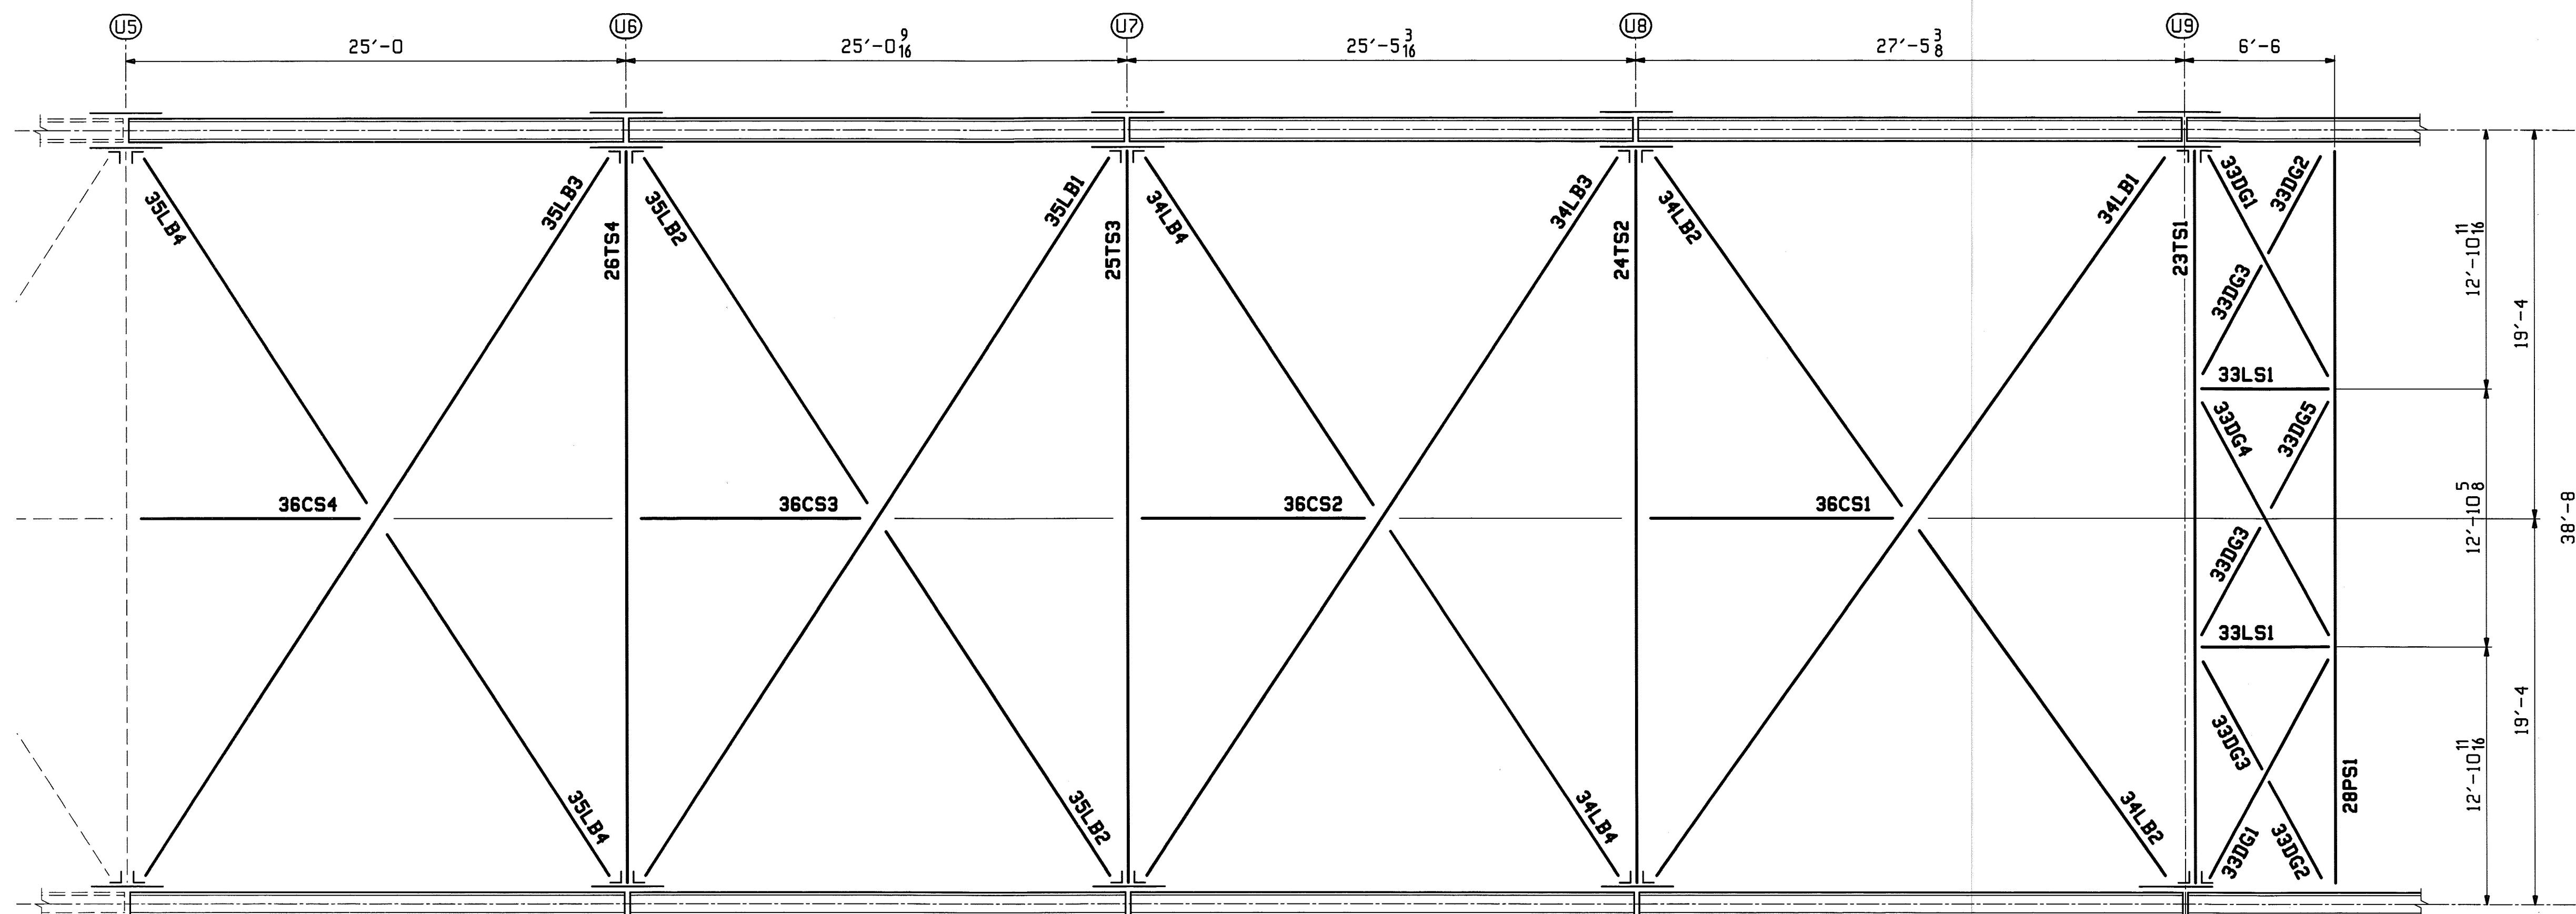 U5
U6
U7
U8
U9
25'-0
25'-0 9/16
25'-5 3/16
27'-5 3/8
6'-6
35LB4
35LB3
26TS4
35LB2
35LB1
25TS3
34LB4
34LB3
24TS2
34LB2
34LB1
23TS1
33DG1
33DG2
33DG3
33LS1
12'-10 11/16
19'-4
33DG4
33DG5
36CS4
36CS3
36CS2
36CS1
12'-10 5/8
38'-8
33DG3
33LS1
33DG3
28PS1
12'-10 11/16
19'-4
35LB4
35LB2
34LB4
34LB2
33DG1
33DG2